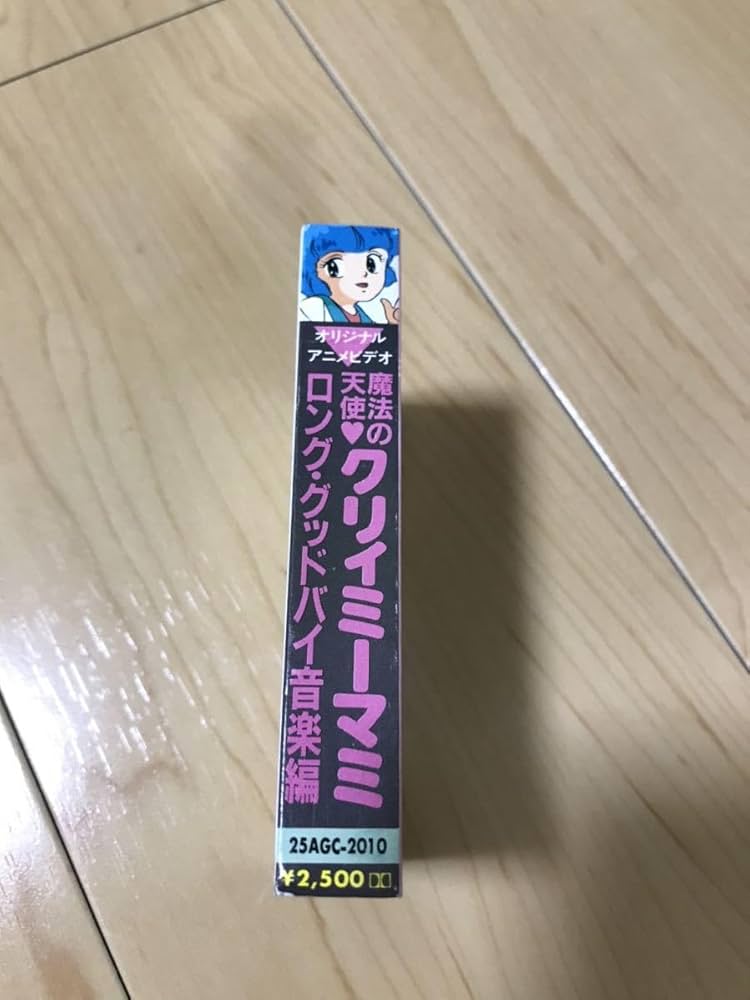 オリジナル
アニメビデオ
魔法の
天使♥クリィミーマミ
ロング・グッドバイ音楽編
25AGC-2010
¥2,500